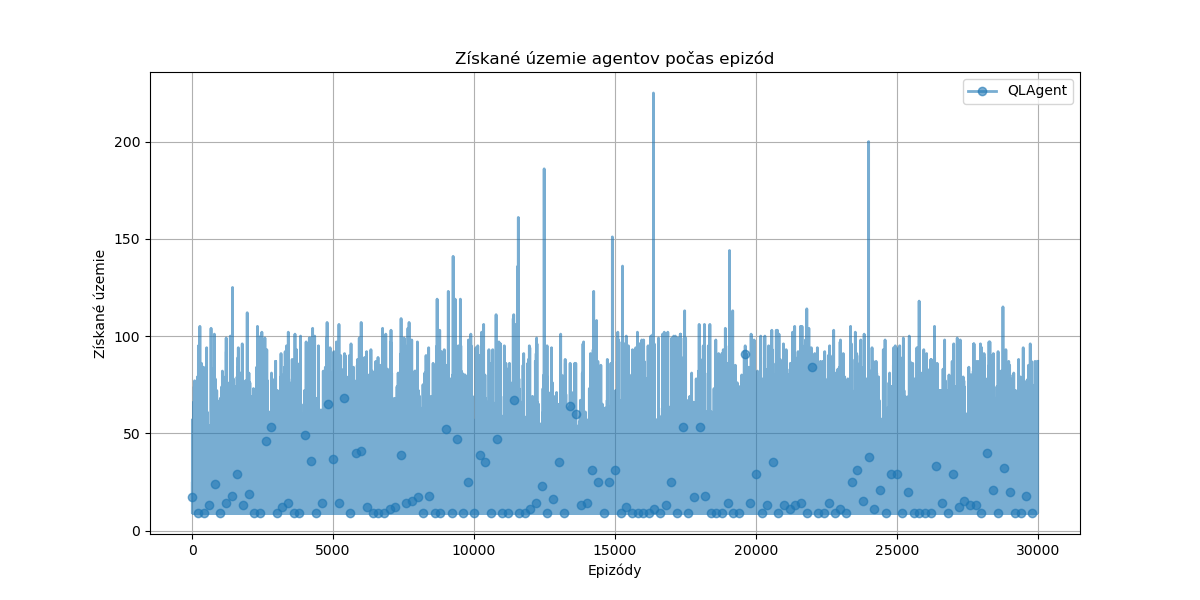 Získané územie agentov počas epizód
QLAgent
Získané územie
200
150
100
50
0
0 5000 10000 15000 20000 25000 30000
Epizódy